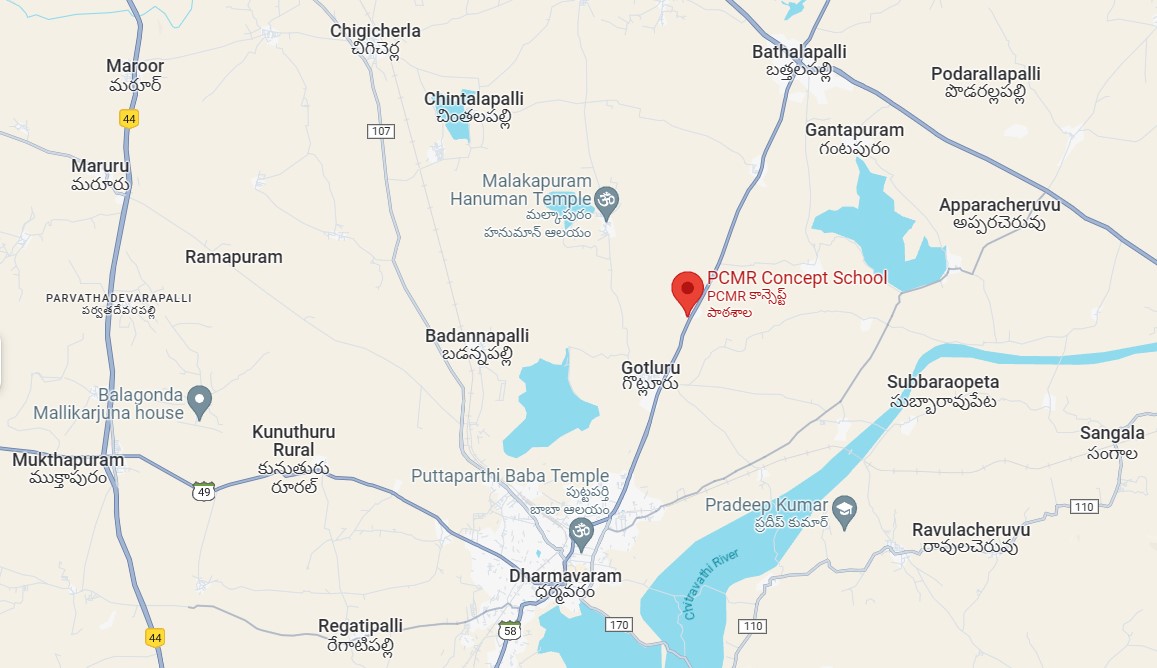 Chigicherla
చిగిచెర్ల
Bathalapalli
బత్తలపల్లి
Maroor
మరూర్
Podarallapalli
పొడరల్లపల్లి
Chintalapalli
చింతలపల్లి
44
107
Gantapuram
గంటపురం
Maruru
మరూరు
Malakapuram
Hanuman Temple
మల్కాపురం
హనుమాన్ ఆలయం
Apparacheruvu
అప్పరచెరువు
Ramapuram
PCMR Concept School
PCMR కాన్సెప్ట్
పాఠశాల
PARVATHADEVARAPALLI
పర్వతదేవరపల్లి
Badannapalli
బడన్నపల్లి
Gotluru
గొట్లూరు
Subbaraopeta
సుబ్బారావుపేట
Balagonda
Mallikarjuna house
Kunuthuru
Rural
కునుతురు
రూరల్
Sangala
సంగాల
Mukthapuram
ముక్తాపురం
49
Puttaparthi Baba Temple
పుట్టపర్తి
బాబా ఆలయం
Pradeep Kumar
ప్రదీప్ కుమార్
110
Ravulacheruvu
రావులచెరువు
Chitravathi River
Dharmavaram
ధర్మవరం
Regatipalli
రేగాటిపల్లి
44
58
170
110